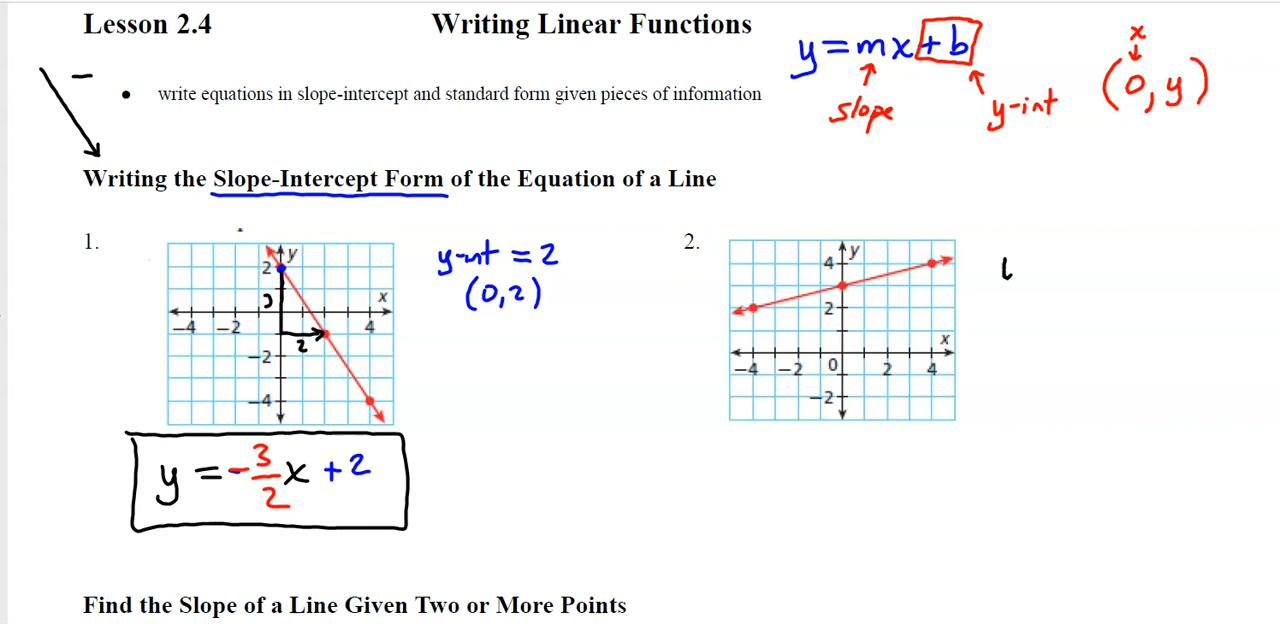 Lesson 2.4 Writing Linear Functions
y = mx + b
slope
y-int
x
(0, y)
• write equations in slope-intercept and standard form given pieces of information
Writing the Slope-Intercept Form of the Equation of a Line
1.
y
2
3
x
−4 −2 4
2
−2
−4
y-int = 2
(0,2)
y = -3/2 x + 2
2.
y
4
2
x
−4 −2 0 2 4
−2
Find the Slope of a Line Given Two or More Points